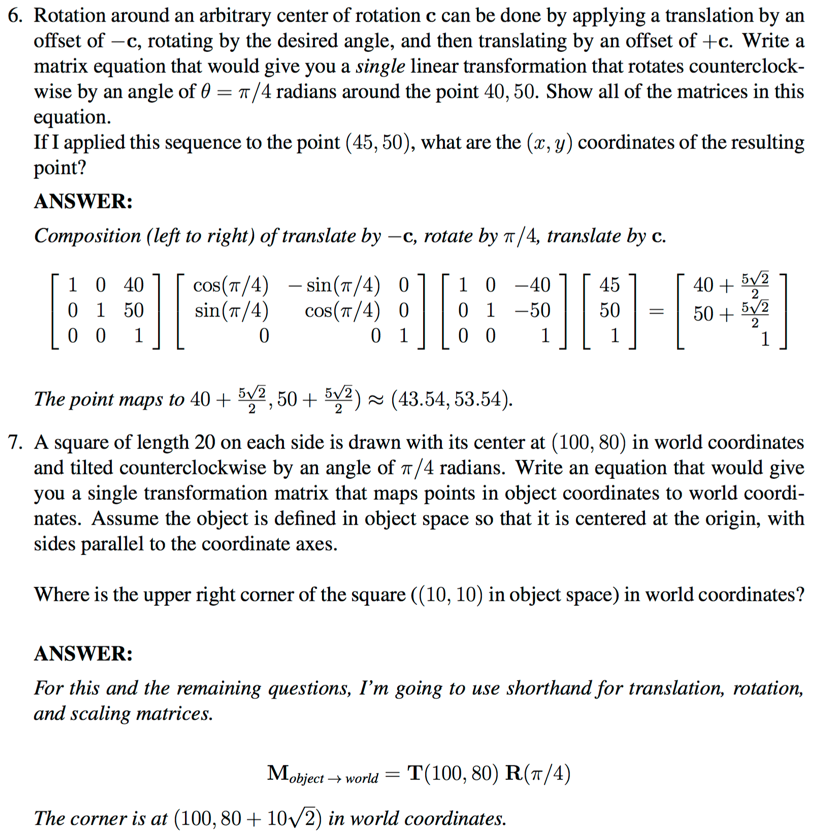 6. Rotation around an arbitrary center of rotation c can be done by applying a translation by an
offset of −c, rotating by the desired angle, and then translating by an offset of +c. Write a
matrix equation that would give you a single linear transformation that rotates counterclock-
wise by an angle of θ = π/4 radians around the point 40, 50. Show all of the matrices in this
equation.
If I applied this sequence to the point (45, 50), what are the (x, y) coordinates of the resulting
point?
ANSWER:
Composition (left to right) of translate by −c, rotate by π/4, translate by c.
[ 1 0 40 ] [ cos(π/4) − sin(π/4) 0 ] [ 1 0 −40 ] [ 45 ] [ 40 + 5√2/2 ]
[ 0 1 50 ] [ sin(π/4) cos(π/4) 0 ] [ 0 1 −50 ] [ 50 ] = [ 50 + 5√2/2 ]
[ 0 0 1 ] [ 0 0 1 ] [ 0 0 1 ] [ 1 ] [ 1 ]
The point maps to 40 + 5√2/2, 50 + 5√2/2) ≈ (43.54, 53.54).
7. A square of length 20 on each side is drawn with its center at (100, 80) in world coordinates
and tilted counterclockwise by an angle of π/4 radians. Write an equation that would give
you a single transformation matrix that maps points in object coordinates to world coordi-
nates. Assume the object is defined in object space so that it is centered at the origin, with
sides parallel to the coordinate axes.
Where is the upper right corner of the square ((10, 10) in object space) in world coordinates?
ANSWER:
For this and the remaining questions, I'm going to use shorthand for translation, rotation,
and scaling matrices.
M object → world = T(100, 80) R(π/4)
The corner is at (100, 80 + 10√2) in world coordinates.